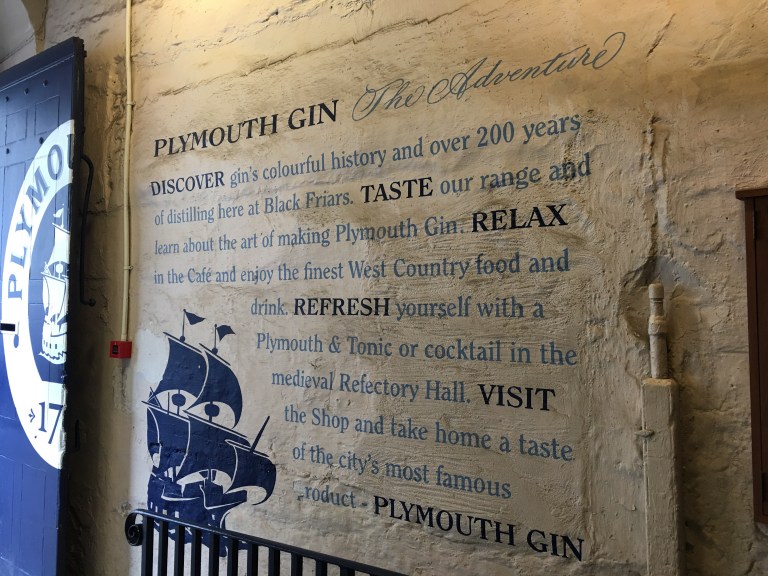 PLYMOUTH GIN The Adventure
DISCOVER gin's colourful history and over 200 years
of distilling here at Black Friars. TASTE our range and
learn about the art of making Plymouth Gin. RELAX
in the Café and enjoy the finest West Country food and
drink. REFRESH yourself with a
Plymouth & Tonic or cocktail in the
medieval Refectory Hall. VISIT
the Shop and take home a taste
of the city's most famous
roduct - PLYMOUTH GIN
PLYMO
17